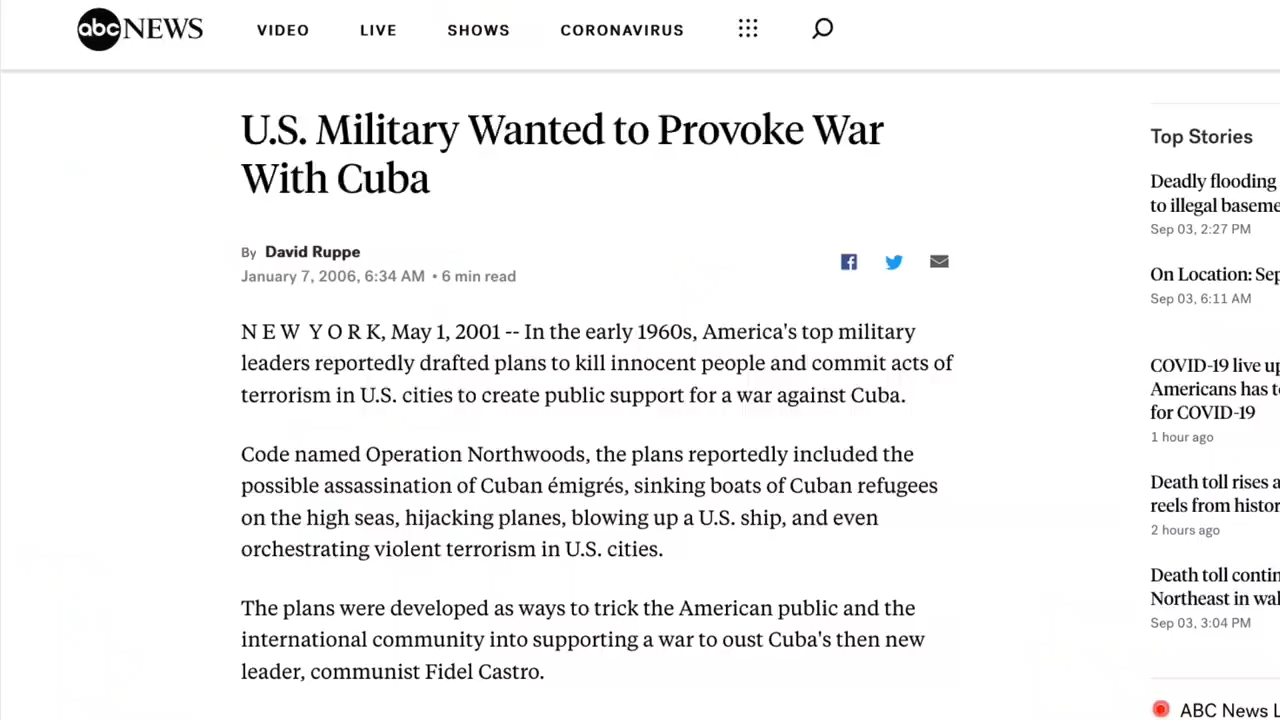 abc NEWS VIDEO LIVE SHOWS CORONAVIRUS
U.S. Military Wanted to Provoke War
With Cuba
By David Ruppe
January 7, 2006, 6:34 AM • 6 min read
N E W Y O R K, May 1, 2001 -- In the early 1960s, America's top military
leaders reportedly drafted plans to kill innocent people and commit acts of
terrorism in U.S. cities to create public support for a war against Cuba.
Code named Operation Northwoods, the plans reportedly included the
possible assassination of Cuban émigrés, sinking boats of Cuban refugees
on the high seas, hijacking planes, blowing up a U.S. ship, and even
orchestrating violent terrorism in U.S. cities.
The plans were developed as ways to trick the American public and the
international community into supporting a war to oust Cuba's then new
leader, communist Fidel Castro.
Top Stories
Deadly flooding
to illegal
Sep 03, 2:27 PM
On Location:
Sep 03, 6:11 AM
COVID-19 live
Americans has
for COVID-19
1 hour ago
Death toll rises
reels from
2 hours ago
Death toll
Northeast in
Sep 03, 3:04 PM
ABC News